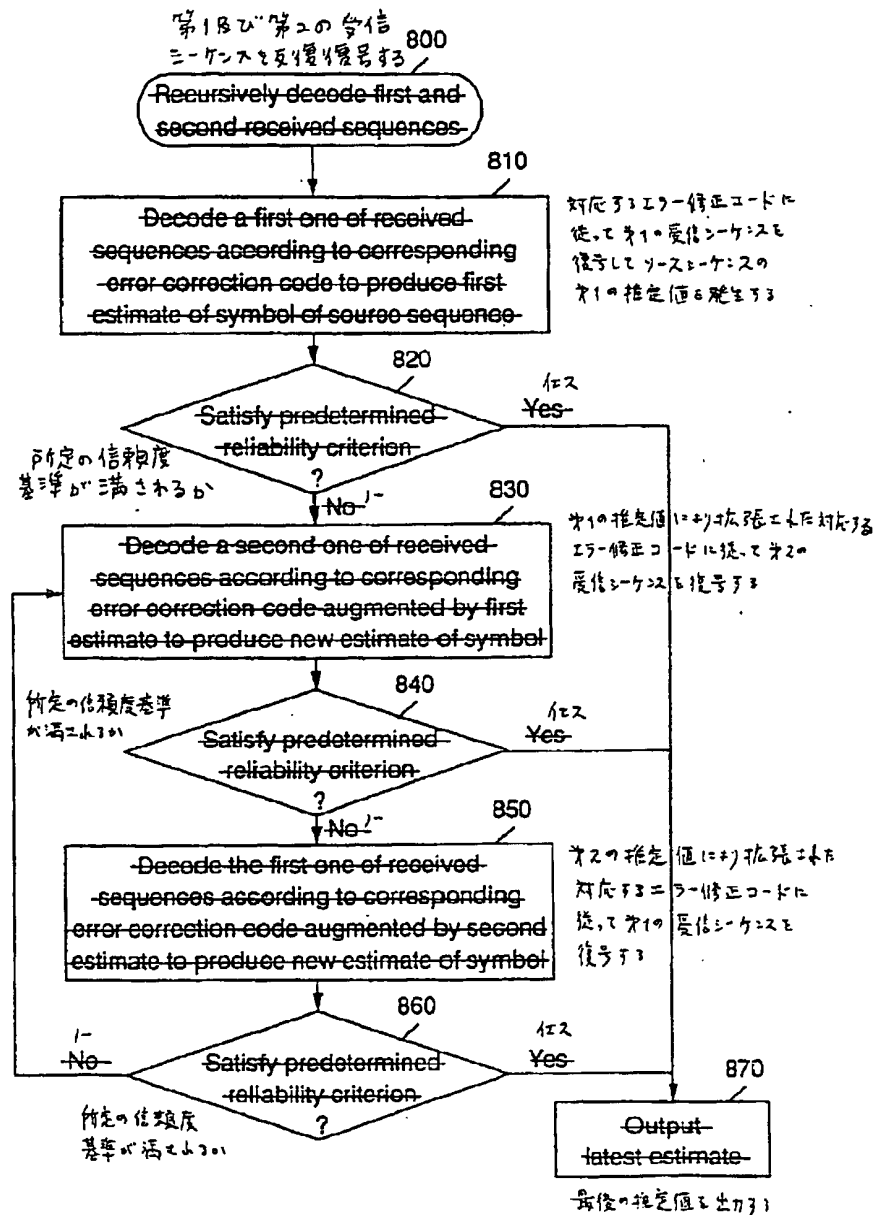 第1及び第2の受信
シーケンスを反復復号する
800
Recursively decode first and
second received sequences
810
Decode a first one of received
sequences according to corresponding
error correction code to produce first
estimate of symbol of source sequence
対応するエラー修正コードに
従って第1の受信シーケンスを
復号してソースシーケンスの
第1の推定値を発生する
820
Satisfy predetermined
reliability criterion
?
イエス
Yes
所定の信頼度
基準が満されるか
No ノー
830
Decode a second one of received
sequences according to corresponding
error correction code augmented by first
estimate to produce new estimate of symbol
第1の推定値により拡張された対応する
エラー修正コードに従って第2の
受信シーケンスを復号する
840
所定の信頼度基準
が満されるか
Satisfy predetermined
reliability criterion
?
イエス
Yes
No ノー
850
Decode the first one of received
sequences according to corresponding
error correction code augmented by second
estimate to produce new estimate of symbol
第2の推定値により拡張された
対応するエラー修正コードに
従って第1の受信シーケンスを
復号する
860
ノー
No
Satisfy predetermined
reliability criterion
?
イエス
Yes
所定の信頼度
基準が満されるか
870
Output
latest estimate
最後の推定値を出力する